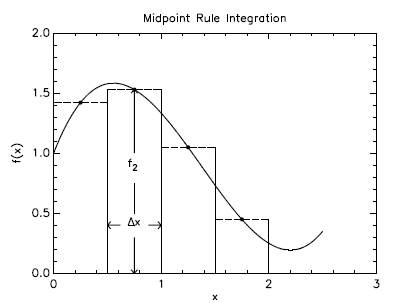 Midpoint Rule Integration
2.0
1.5
1.0
0.5
0.0
f(x)
f2
Δx
0 1 2 3
x